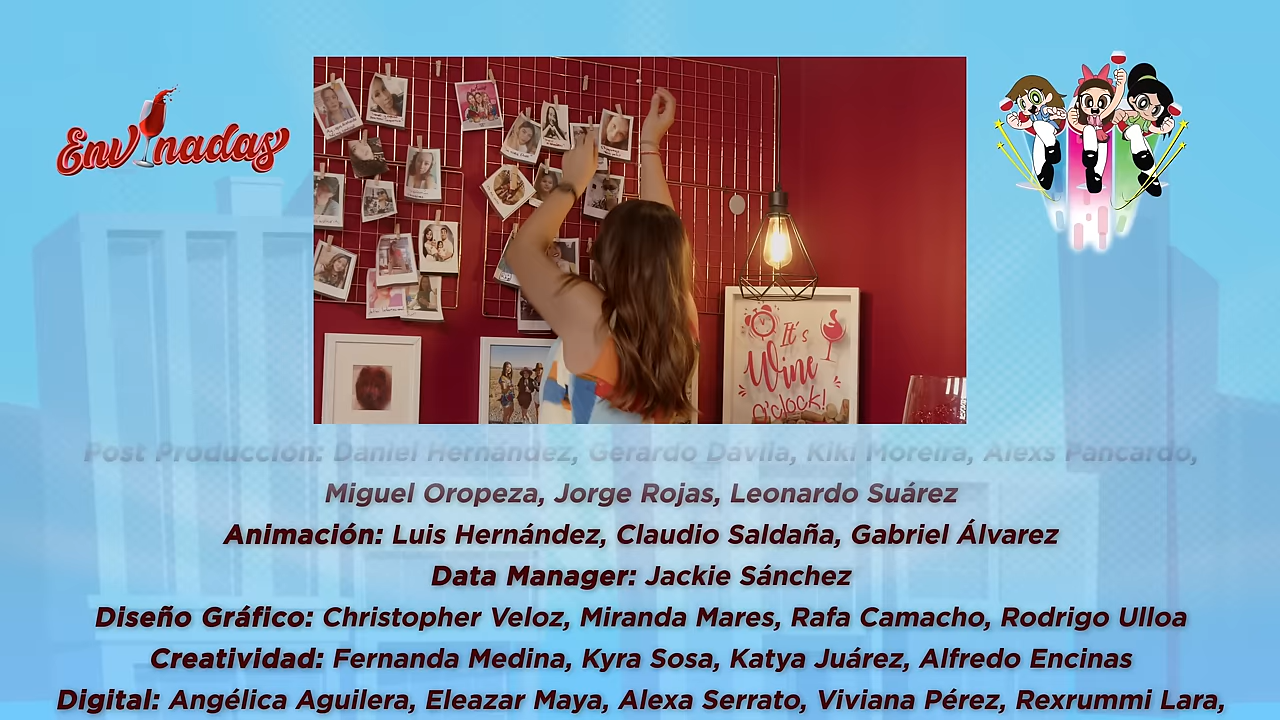 Envinadas
It's
Wine
O'clock!
Post Producción: Daniel Hernández, Gerardo Davila, Kiki Moreira, Alexs Pancardo,
Miguel Oropeza, Jorge Rojas, Leonardo Suárez
Animación: Luis Hernández, Claudio Saldaña, Gabriel Álvarez
Data Manager: Jackie Sánchez
Diseño Gráfico: Christopher Veloz, Miranda Mares, Rafa Camacho, Rodrigo Ulloa
Creatividad: Fernanda Medina, Kyra Sosa, Katya Juárez, Alfredo Encinas
Digital: Angélica Aguilera, Eleazar Maya, Alexa Serrato, Viviana Pérez, Rexrummi Lara,